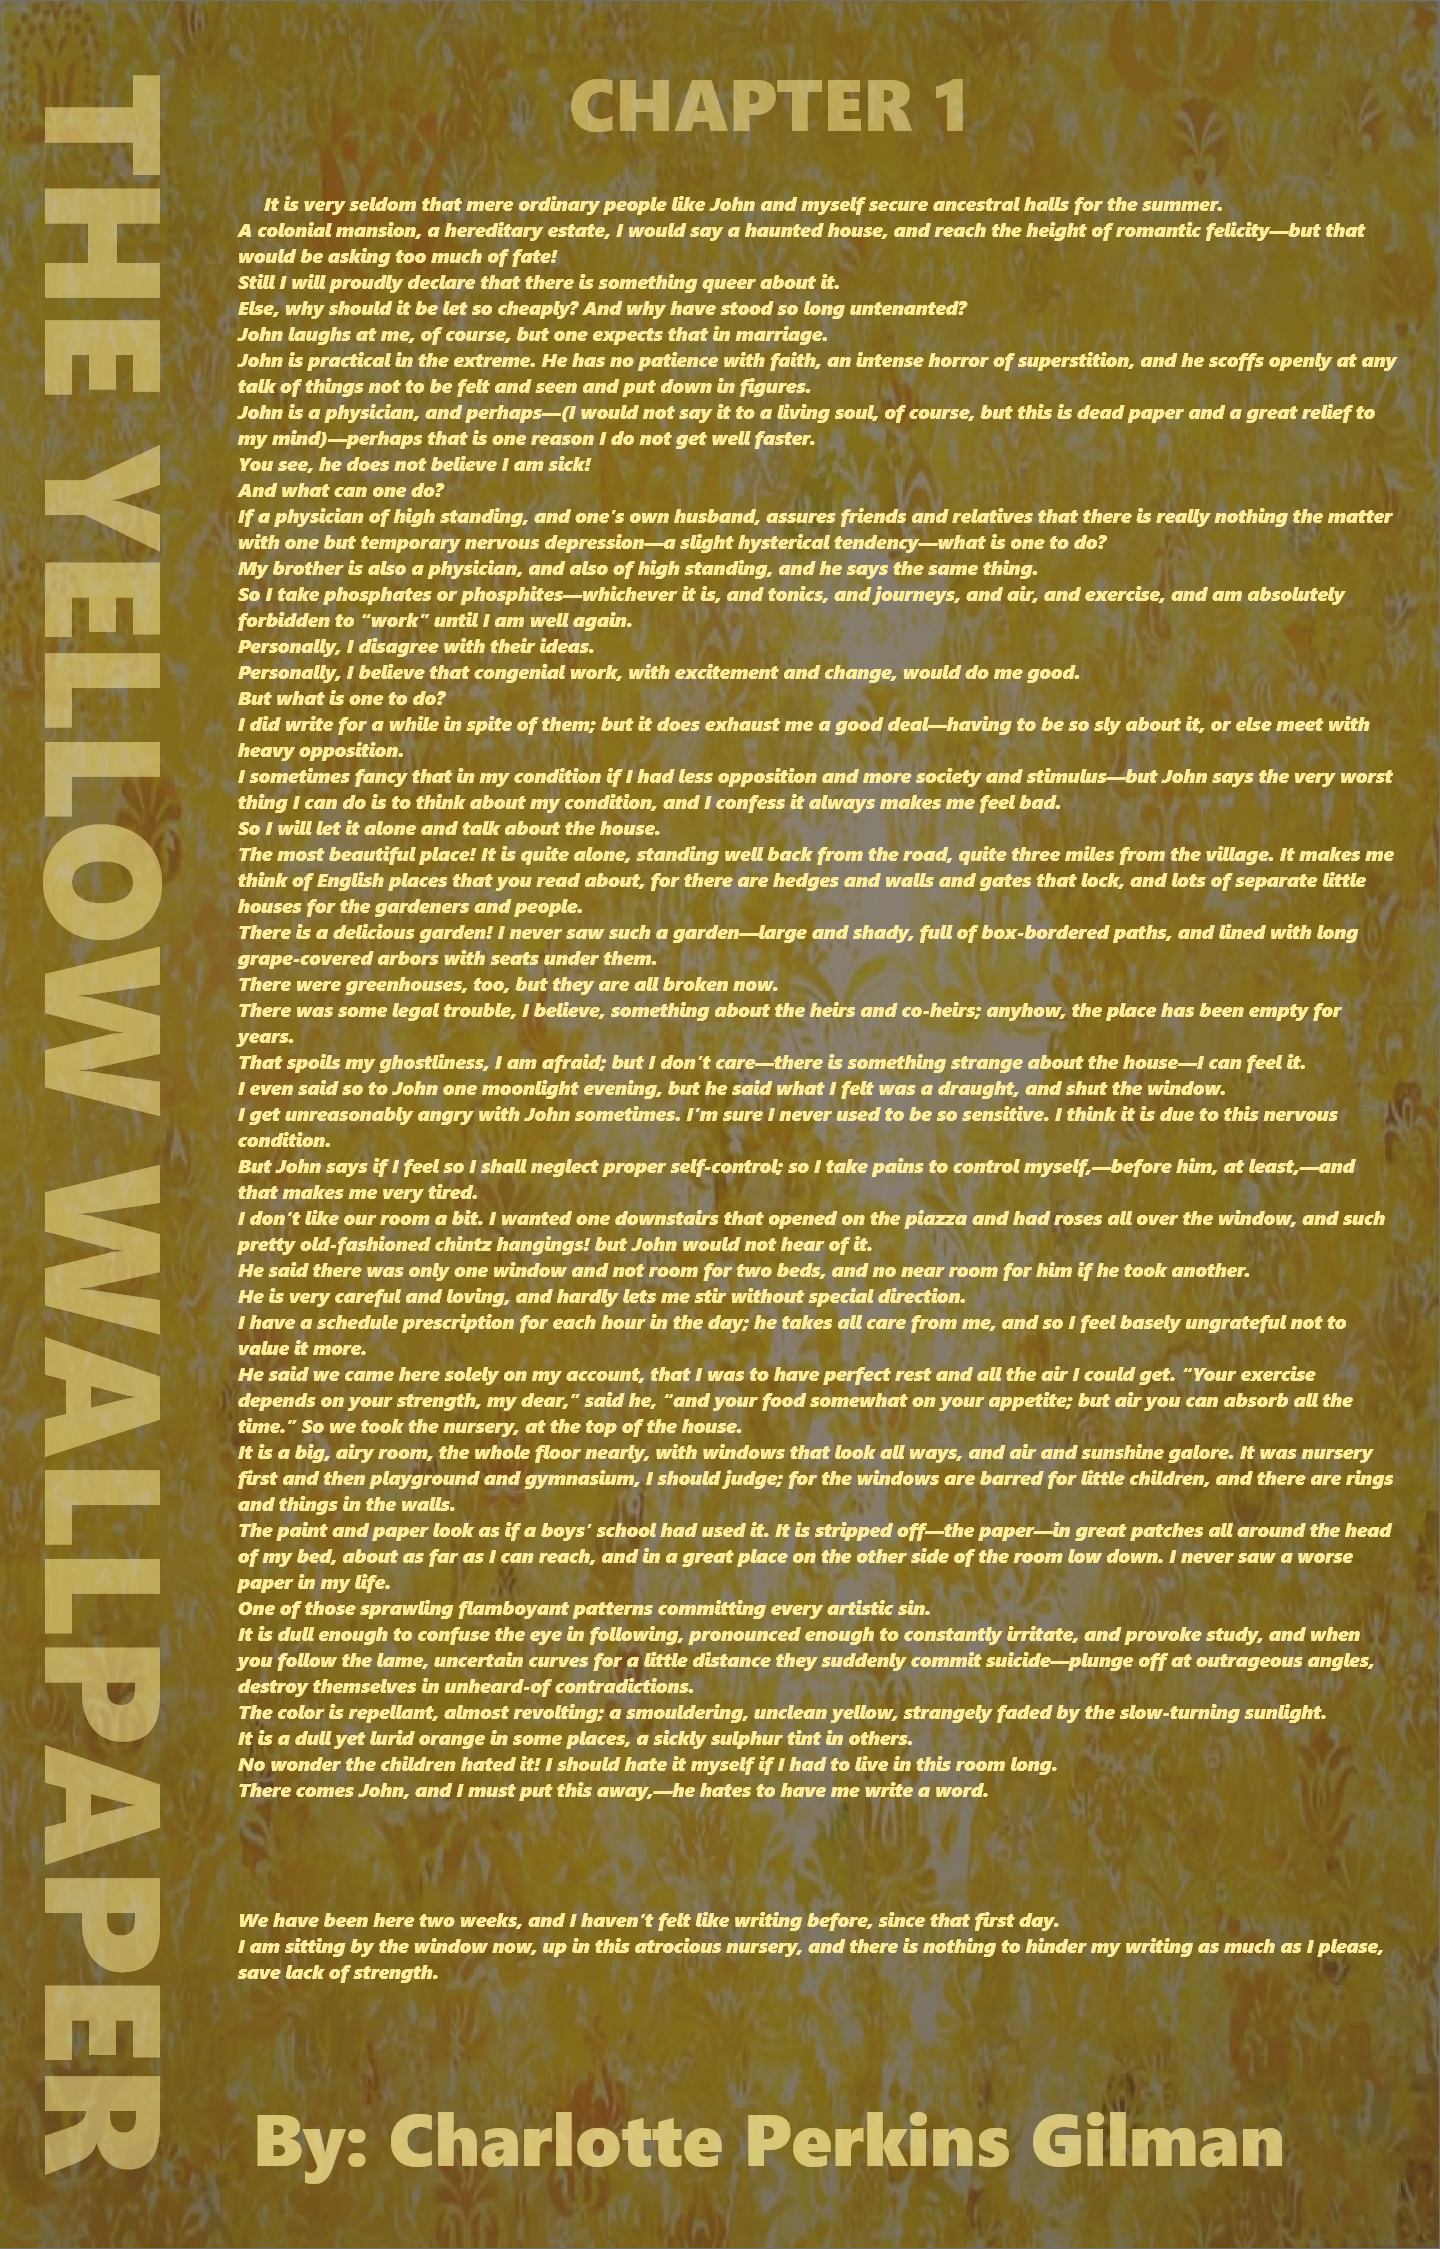 THE YELLOW WALLPAPER
CHAPTER 1
It is very seldom that mere ordinary people like John and myself secure ancestral halls for the summer.
A colonial mansion, a hereditary estate, I would say a haunted house, and reach the height of romantic felicity—but that
would be asking too much of fate!
Still I will proudly declare that there is something queer about it.
Else, why should it be let so cheaply? And why have stood so long untenanted?
John laughs at me, of course, but one expects that in marriage.
John is practical in the extreme. He has no patience with faith, an intense horror of superstition, and he scoffs openly at any
talk of things not to be felt and seen and put down in figures.
John is a physician, and perhaps—(I would not say it to a living soul, of course, but this is dead paper and a great relief to
my mind)—perhaps that is one reason I do not get well faster.
You see, he does not believe I am sick!
And what can one do?
If a physician of high standing, and one's own husband, assures friends and relatives that there is really nothing the matter
with one but temporary nervous depression—a slight hysterical tendency—what is one to do?
My brother is also a physician, and also of high standing, and he says the same thing.
So I take phosphates or phosphites—whichever it is, and tonics, and journeys, and air, and exercise, and am absolutely
forbidden to “work” until I am well again.
Personally, I disagree with their ideas.
Personally, I believe that congenial work, with excitement and change, would do me good.
But what is one to do?
I did write for a while in spite of them; but it does exhaust me a good deal—having to be so sly about it, or else meet with
heavy opposition.
I sometimes fancy that in my condition if I had less opposition and more society and stimulus—but John says the very worst
thing I can do is to think about my condition, and I confess it always makes me feel bad.
So I will let it alone and talk about the house.
The most beautiful place! It is quite alone, standing well back from the road, quite three miles from the village. It makes me
think of English places that you read about, for there are hedges and walls and gates that lock, and lots of separate little
houses for the gardeners and people.
There is a delicious garden! I never saw such a garden—large and shady, full of box-bordered paths, and lined with long
grape-covered arbors with seats under them.
There were greenhouses, too, but they are all broken now.
There was some legal trouble, I believe, something about the heirs and co-heirs; anyhow, the place has been empty for
years.
That spoils my ghostliness, I am afraid; but I don't care—there is something strange about the house—I can feel it.
I even said so to John one moonlight evening, but he said what I felt was a draught, and shut the window.
I get unreasonably angry with John sometimes. I'm sure I never used to be so sensitive. I think it is due to this nervous
condition.
But John says if I feel so I shall neglect proper self-control; so I take pains to control myself,—before him, at least,—and
that makes me very tired.
I don't like our room a bit. I wanted one downstairs that opened on the piazza and had roses all over the window, and such
pretty old-fashioned chintz hangings! but John would not hear of it.
He said there was only one window and not room for two beds, and no near room for him if he took another.
He is very careful and loving, and hardly lets me stir without special direction.
I have a schedule prescription for each hour in the day; he takes all care from me, and so I feel basely ungrateful not to
value it more.
He said we came here solely on my account, that I was to have perfect rest and all the air I could get. “Your exercise
depends on your strength, my dear,” said he, “and your food somewhat on your appetite; but air you can absorb all the
time.” So we took the nursery, at the top of the house.
It is a big, airy room, the whole floor nearly, with windows that look all ways, and air and sunshine galore. It was nursery
first and then playground and gymnasium, I should judge; for the windows are barred for little children, and there are rings
and things in the walls.
The paint and paper look as if a boys' school had used it. It is stripped off—the paper—in great patches all around the head
of my bed, about as far as I can reach, and in a great place on the other side of the room low down. I never saw a worse
paper in my life.
One of those sprawling flamboyant patterns committing every artistic sin.
It is dull enough to confuse the eye in following, pronounced enough to constantly irritate, and provoke study, and when
you follow the lame, uncertain curves for a little distance they suddenly commit suicide—plunge off at outrageous angles,
destroy themselves in unheard-of contradictions.
The color is repellant, almost revolting; a smouldering, unclean yellow, strangely faded by the slow-turning sunlight.
It is a dull yet lurid orange in some places, a sickly sulphur tint in others.
No wonder the children hated it! I should hate it myself if I had to live in this room long.
There comes John, and I must put this away,—he hates to have me write a word.
We have been here two weeks, and I haven't felt like writing before, since that first day.
I am sitting by the window now, up in this atrocious nursery, and there is nothing to hinder my writing as much as I please,
save lack of strength.
By: Charlotte Perkins Gilman